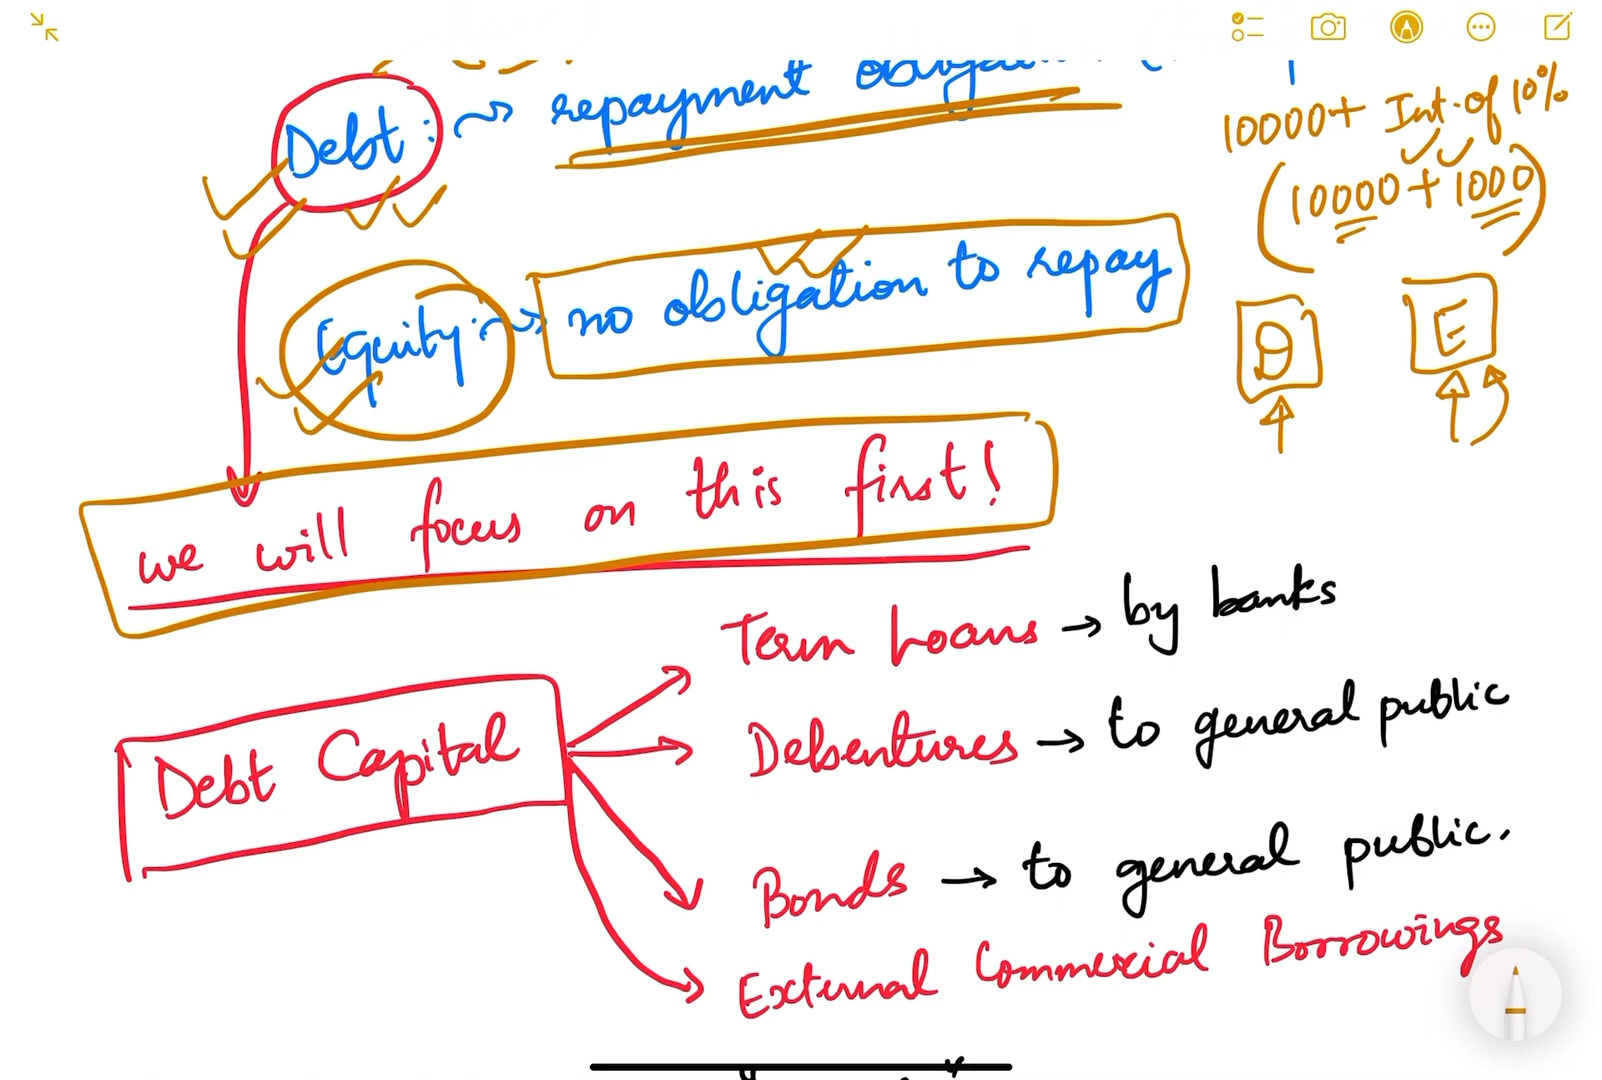 Debt: repayment
10000 + Int. of 10%
(10000 + 1000)
Equity: no obligation to repay
D E
we will focus on this first!
Term Loans → by banks
Debentures → to general public
Debt Capital
Bonds → to general public.
External Commercial Borrowings